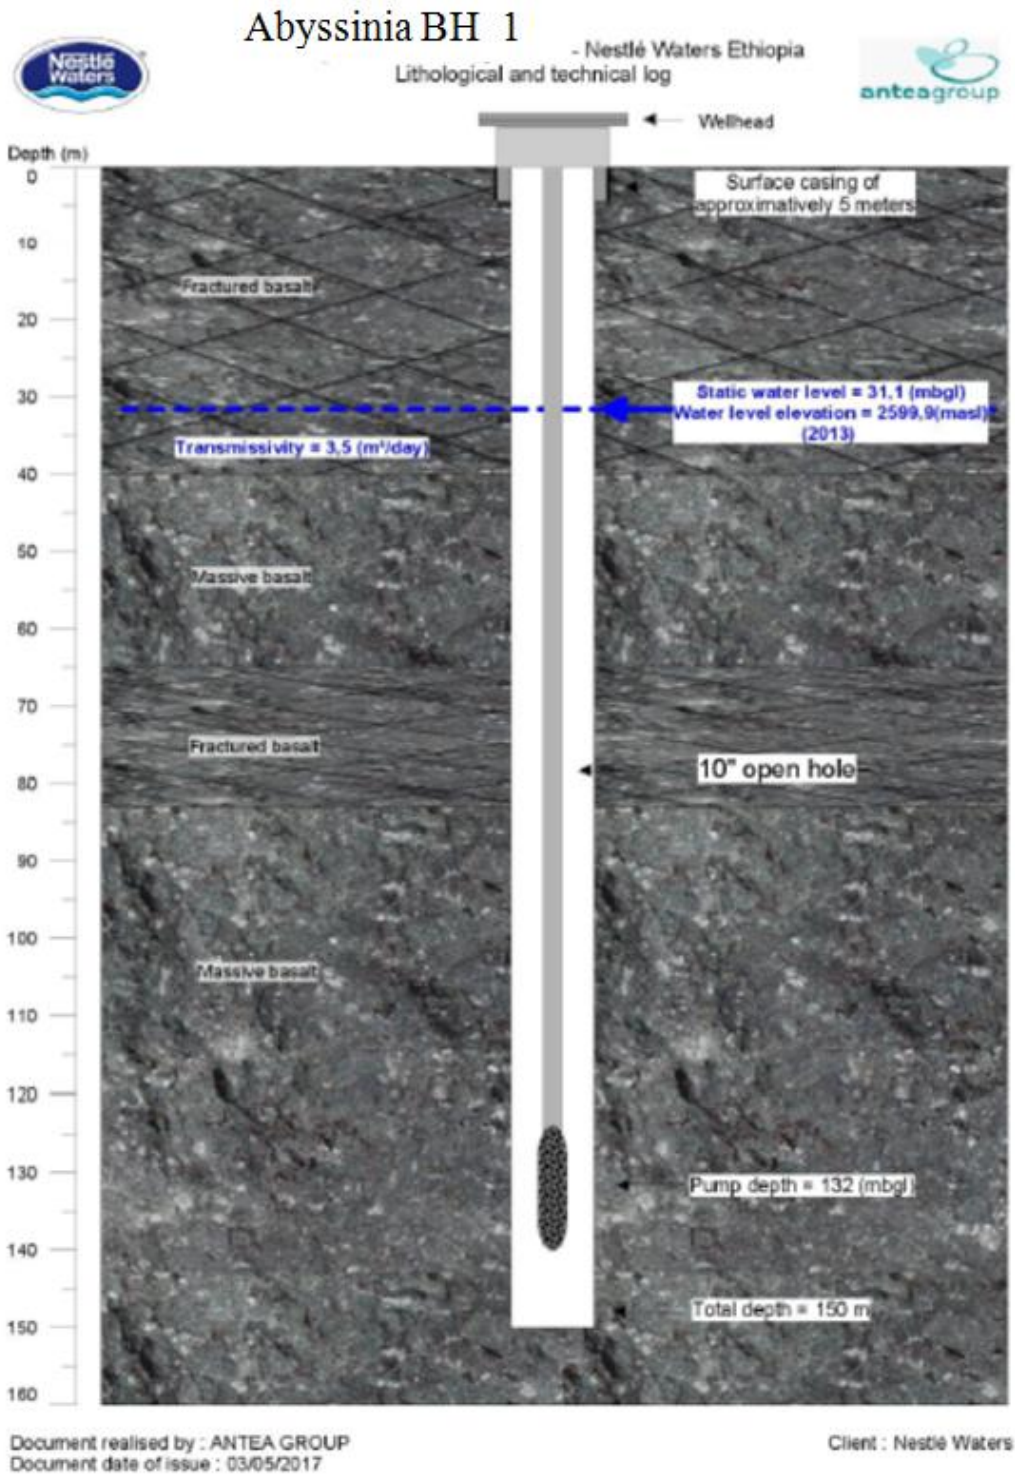 Abyssinia BH 1
- Nestlé Waters Ethiopia
Lithological and technical log
Nestlé
Waters
anteagroup
Wellhead
Depth (m)
0
Surface casing of
approximatively 5 meters
10
Fractured basalt
20
30
Static water level = 31,1 (mbgl)
Water level elevation = 2599,9(masl)
(2013)
Transmissivity = 3,5 (m²/day)
40
50
Massive basalt
60
70
Fractured basalt
10" open hole
80
90
100
Massive basalt
110
120
130
Pump depth = 132 (mbgl)
140
Total depth = 150 m
150
160
Document realised by : ANTEA GROUP
Client : Nestlé Waters
Document date of issue : 03/05/2017